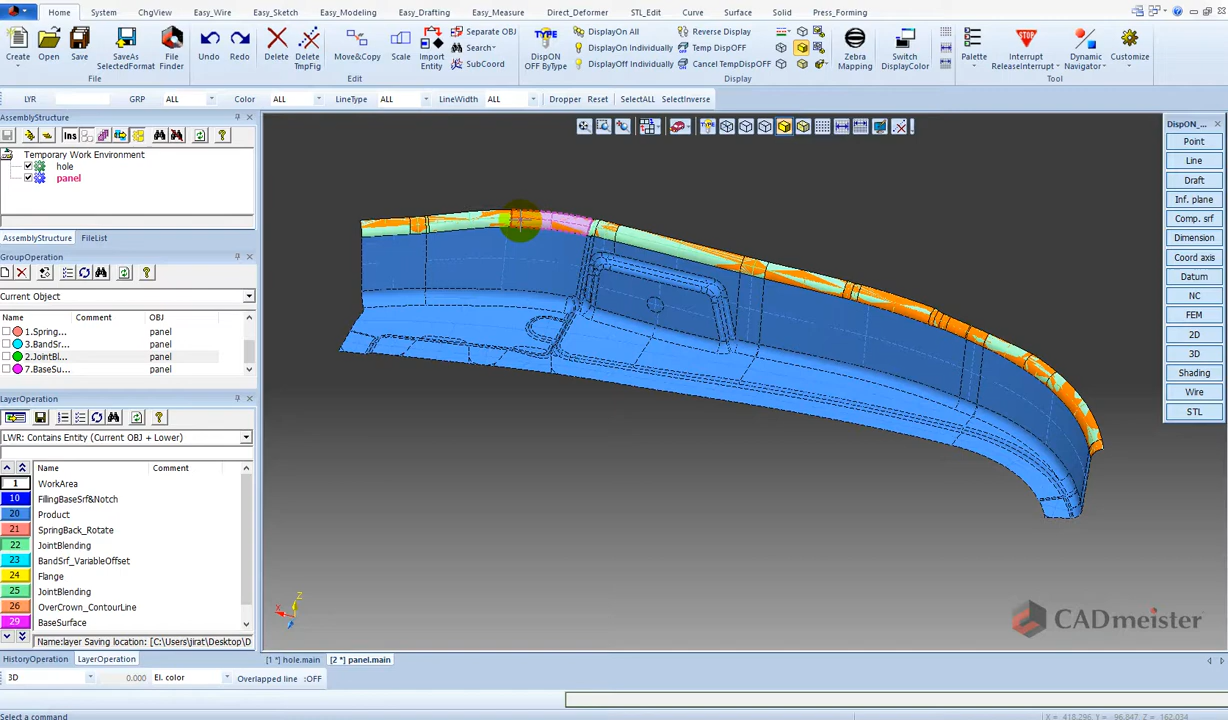 Home System ChgView Easy_Wire Easy_Sketch Easy_Modeling Easy_Drafting Easy_Measure Direct_Deformer STL_Edit Curve Surface Solid Press_Forming
Create Open Save SaveAs SelectedFormat File Finder Undo Redo Delete Delete TmpFig Move&Copy Scale Import Entity
Separate OBJ
Search
SubCoord
DispON OFF ByType
DisplayOn All
DisplayOn Individually
DisplayOff Individually
Reverse Display
Temp DispOFF
Cancel TempDispOFF
Zebra Mapping Switch DisplayColor Palette Interrupt ReleaseInterrupt Dynamic Navigator Customize
File Edit Display Tool
LYR GRP ALL Color ALL LineType ALL LineWidth ALL Dropper Reset SelectALL SelectInverse
AssemblyStructure
Ins
Temporary Work Environment
hole
panel
AssemblyStructure FileList
GroupOperation
Current Object
Name Comment OBJ
1.Spring... panel
3.BandSr... panel
2.JointBl... panel
7.BaseSu... panel
LayerOperation
LWR: Contains Entity (Current OBJ + Lower)
Name Comment
1 WorkArea
10 FillingBaseSrf&Notch
20 Product
21 SpringBack_Rotate
22 JointBlending
23 BandSrf_VariableOffset
24 Flange
25 JointBlending
26 OverCrown_ContourLine
29 BaseSurface
Name:layer Saving location: [C:\Users\jirat\Desktop\D
HistoryOperation LayerOperation
3D 0.000 El. color Overlapped line :OFF
Select a command
[1 *] hole.main [2 *] panel.main
X
Z
CADmeister
DispON_...
Point
Line
Draft
Inf. plane
Comp. srf
Dimension
Coord axis
Datum
NC
FEM
2D
3D
Shading
Wire
STL
X = 418.296, Y = 96.847, Z = 162.034